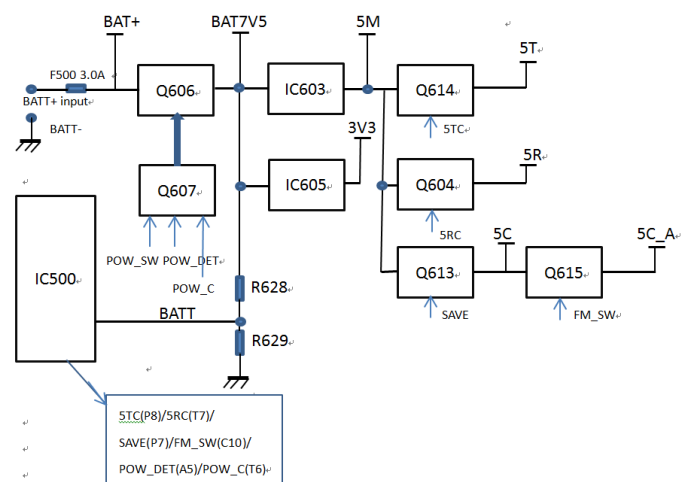 BAT+
BAT7V5
5M
5T
F500 3.0A
Q606
IC603
Q614
BATT+ input
BATT-
5TC
3V3
5R
Q607
IC605
Q604
5RC
POW_SW POW_DET
POW_C
5C
5C_A
IC500
R628
Q613
Q615
BATT
SAVE
FM_SW
R629
5TC(P8)/5RC(T7)/
SAVE(P7)/FM_SW(C10)/
POW_DET(A5)/POW_C(T6)